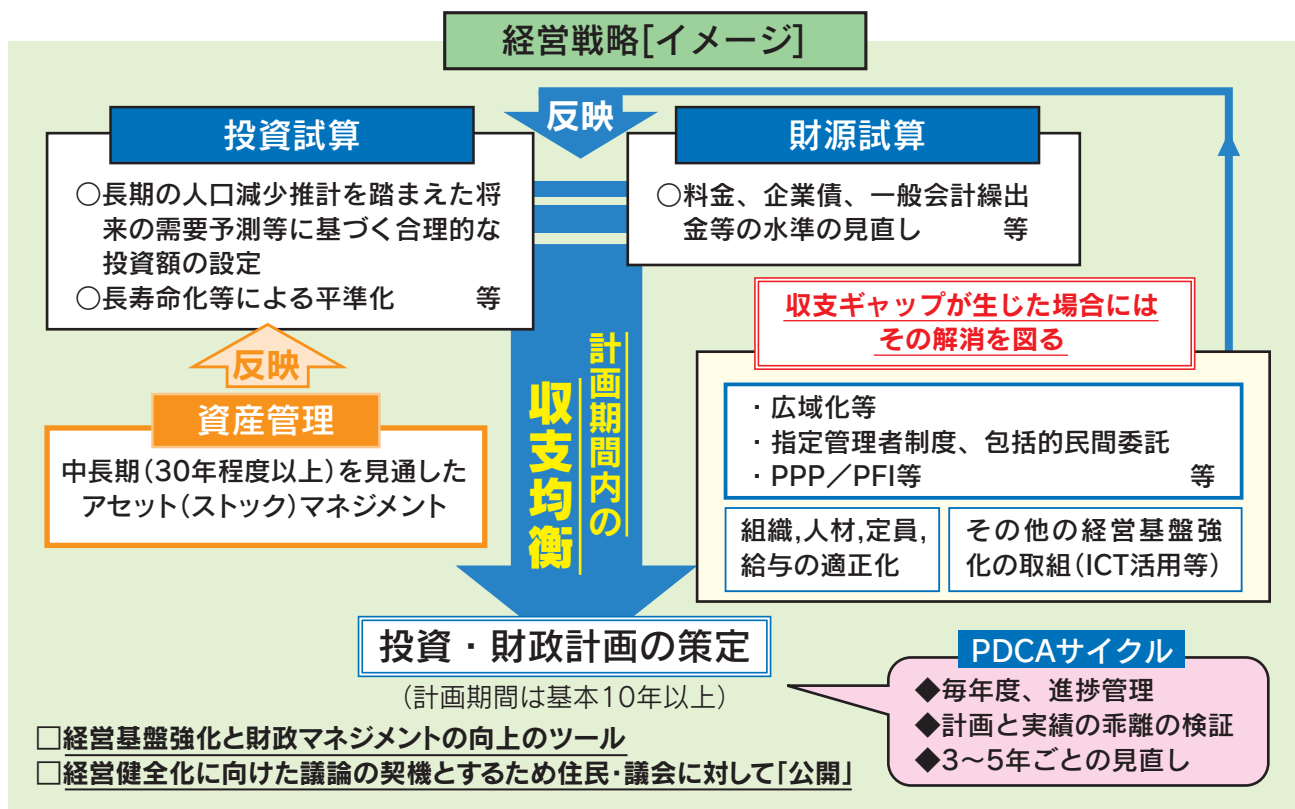 経営戦略[イメージ]
反映
投資試算
○長期の人口減少推計を踏まえた将
来の需要予測等に基づく合理的な
投資額の設定
○長寿命化等による平準化 等
財源試算
○料金、企業債、一般会計繰出
金等の水準の見直し 等
反映
資産管理
中長期(30年程度以上)を見通した
アセット(ストック)マネジメント
計画期間内の
収支均衡
収支ギャップが生じた場合には
その解消を図る
・広域化等
・指定管理者制度、包括的民間委託
・PPP/PFI等 等
組織,人材,定員,
給与の適正化
その他の経営基盤強
化の取組(ICT活用等)
投資・財政計画の策定
(計画期間は基本10年以上)
PDCAサイクル
◆毎年度、進捗管理
◆計画と実績の乖離の検証
◆3~5年ごとの見直し
□経営基盤強化と財政マネジメントの向上のツール
□経営健全化に向けた議論の契機とするため住民・議会に対して「公開」